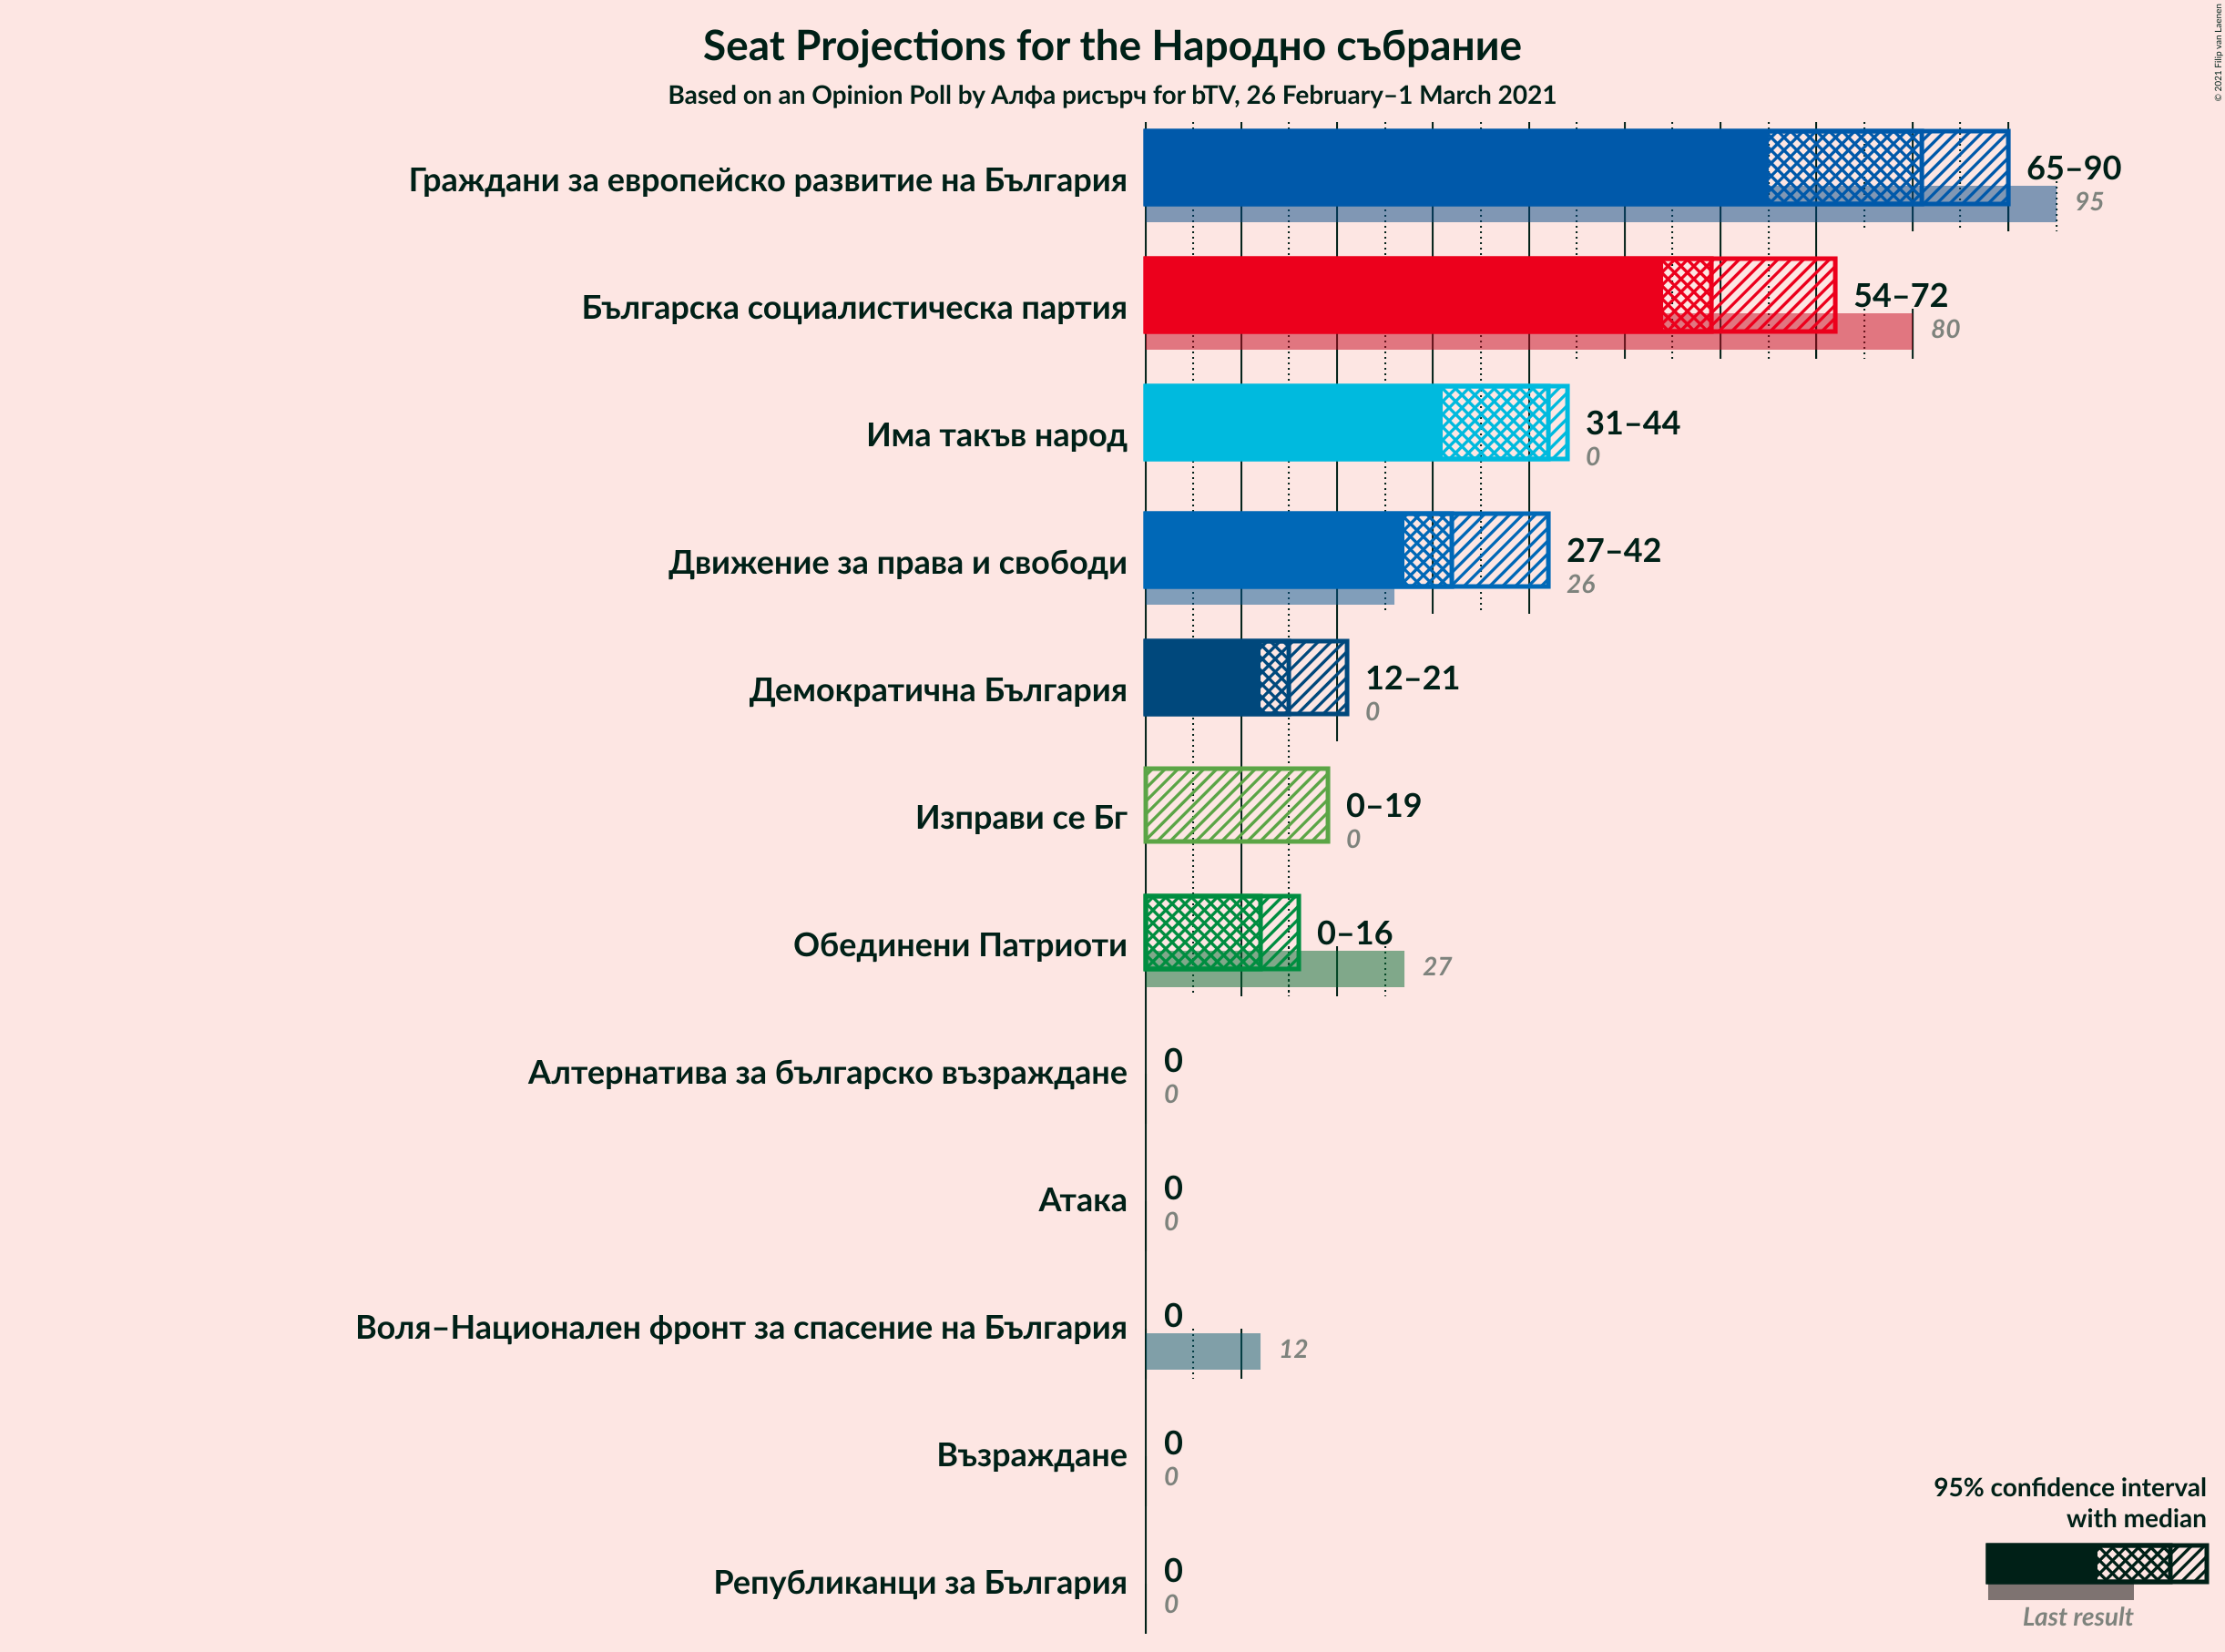 Seat Projections for the Народно събрание
Based on an Opinion Poll by Алфа рисърч for bTV, 26 February–1 March 2021
© 2021 Filip van Laenen
Граждани за европейско развитие на България
65–90
95
Българска социалистическа партия
54–72
80
Има такъв народ
31–44
0
Движение за права и свободи
27–42
26
Демократична България
12–21
0
Изправи се Бг
0–19
0
Обединени Патриоти
0–16
27
Алтернатива за българско възраждане
0
0
Атака
0
0
Воля–Национален фронт за спасение на България
0
12
Възраждане
0
0
Републиканци за България
0
0
95% confidence interval
with median
Last result